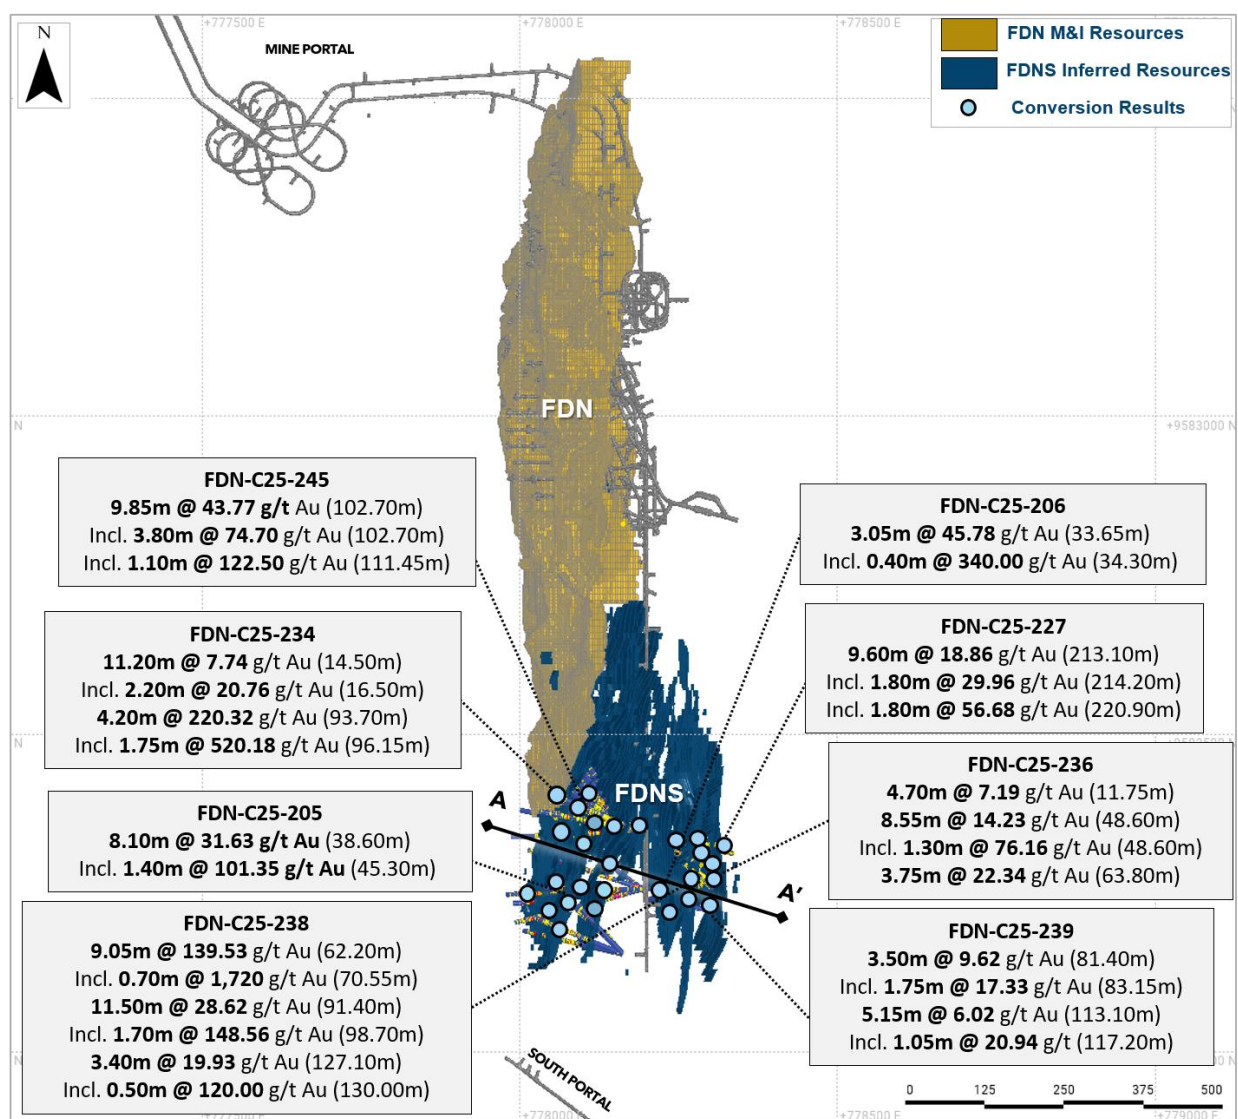 +777500 E
+778000 E
+778500 E
N
MINE PORTAL
FDN M&I Resources
FDNS Inferred Resources
Conversion Results
FDN
N
+9583000 N
FDN-C25-245
9.85m @ 43.77 g/t Au (102.70m)
Incl. 3.80m @ 74.70 g/t Au (102.70m)
Incl. 1.10m @ 122.50 g/t Au (111.45m)
FDN-C25-206
3.05m @ 45.78 g/t Au (33.65m)
Incl. 0.40m @ 340.00 g/t Au (34.30m)
FDN-C25-234
11.20m @ 7.74 g/t Au (14.50m)
Incl. 2.20m @ 20.76 g/t Au (16.50m)
4.20m @ 220.32 g/t Au (93.70m)
Incl. 1.75m @ 520.18 g/t Au (96.15m)
FDN-C25-227
9.60m @ 18.86 g/t Au (213.10m)
Incl. 1.80m @ 29.96 g/t Au (214.20m)
Incl. 1.80m @ 56.68 g/t Au (220.90m)
N
FDNS
FDN-C25-236
4.70m @ 7.19 g/t Au (11.75m)
8.55m @ 14.23 g/t Au (48.60m)
Incl. 1.30m @ 76.16 g/t Au (48.60m)
3.75m @ 22.34 g/t Au (63.80m)
A
A'
FDN-C25-205
8.10m @ 31.63 g/t Au (38.60m)
Incl. 1.40m @ 101.35 g/t Au (45.30m)
FDN-C25-238
9.05m @ 139.53 g/t Au (62.20m)
Incl. 0.70m @ 1,720 g/t Au (70.55m)
11.50m @ 28.62 g/t Au (91.40m)
Incl. 1.70m @ 148.56 g/t Au (98.70m)
3.40m @ 19.93 g/t Au (127.10m)
Incl. 0.50m @ 120.00 g/t Au (130.00m)
FDN-C25-239
3.50m @ 9.62 g/t Au (81.40m)
Incl. 1.75m @ 17.33 g/t Au (83.15m)
5.15m @ 6.02 g/t Au (113.10m)
Incl. 1.05m @ 20.94 g/t (117.20m)
SOUTH PORTAL
0 125 250 375 500
+778000 E
+778500 E
+779000 E